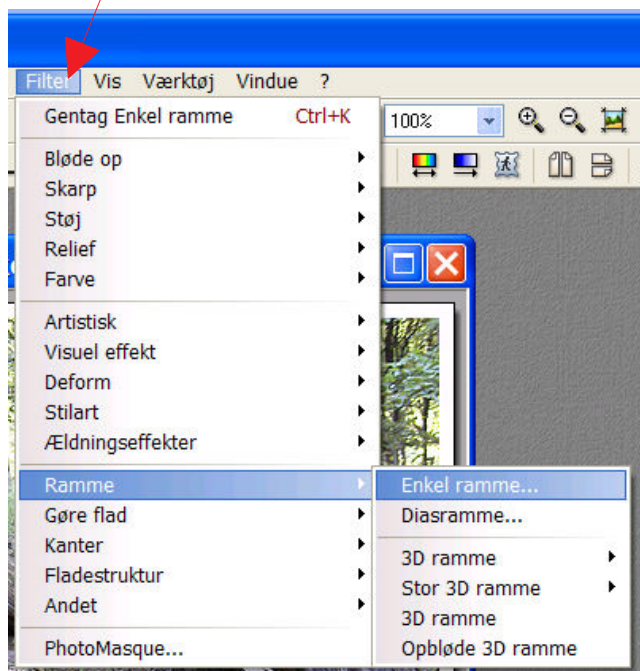 Filter Vis Værktøj Vindue ?
Gentag Enkel ramme Ctrl+K
100%
Bløde op
Skarp
Støj
Relief
Farve
Artistisk
Visuel effekt
Deform
Stilart
Ældningseffekter
Ramme
Gøre flad
Kanter
Fladestruktur
Andet
PhotoMasque...
Enkel ramme...
Diasramme...
3D ramme
Stor 3D ramme
3D ramme
Opbløde 3D ramme